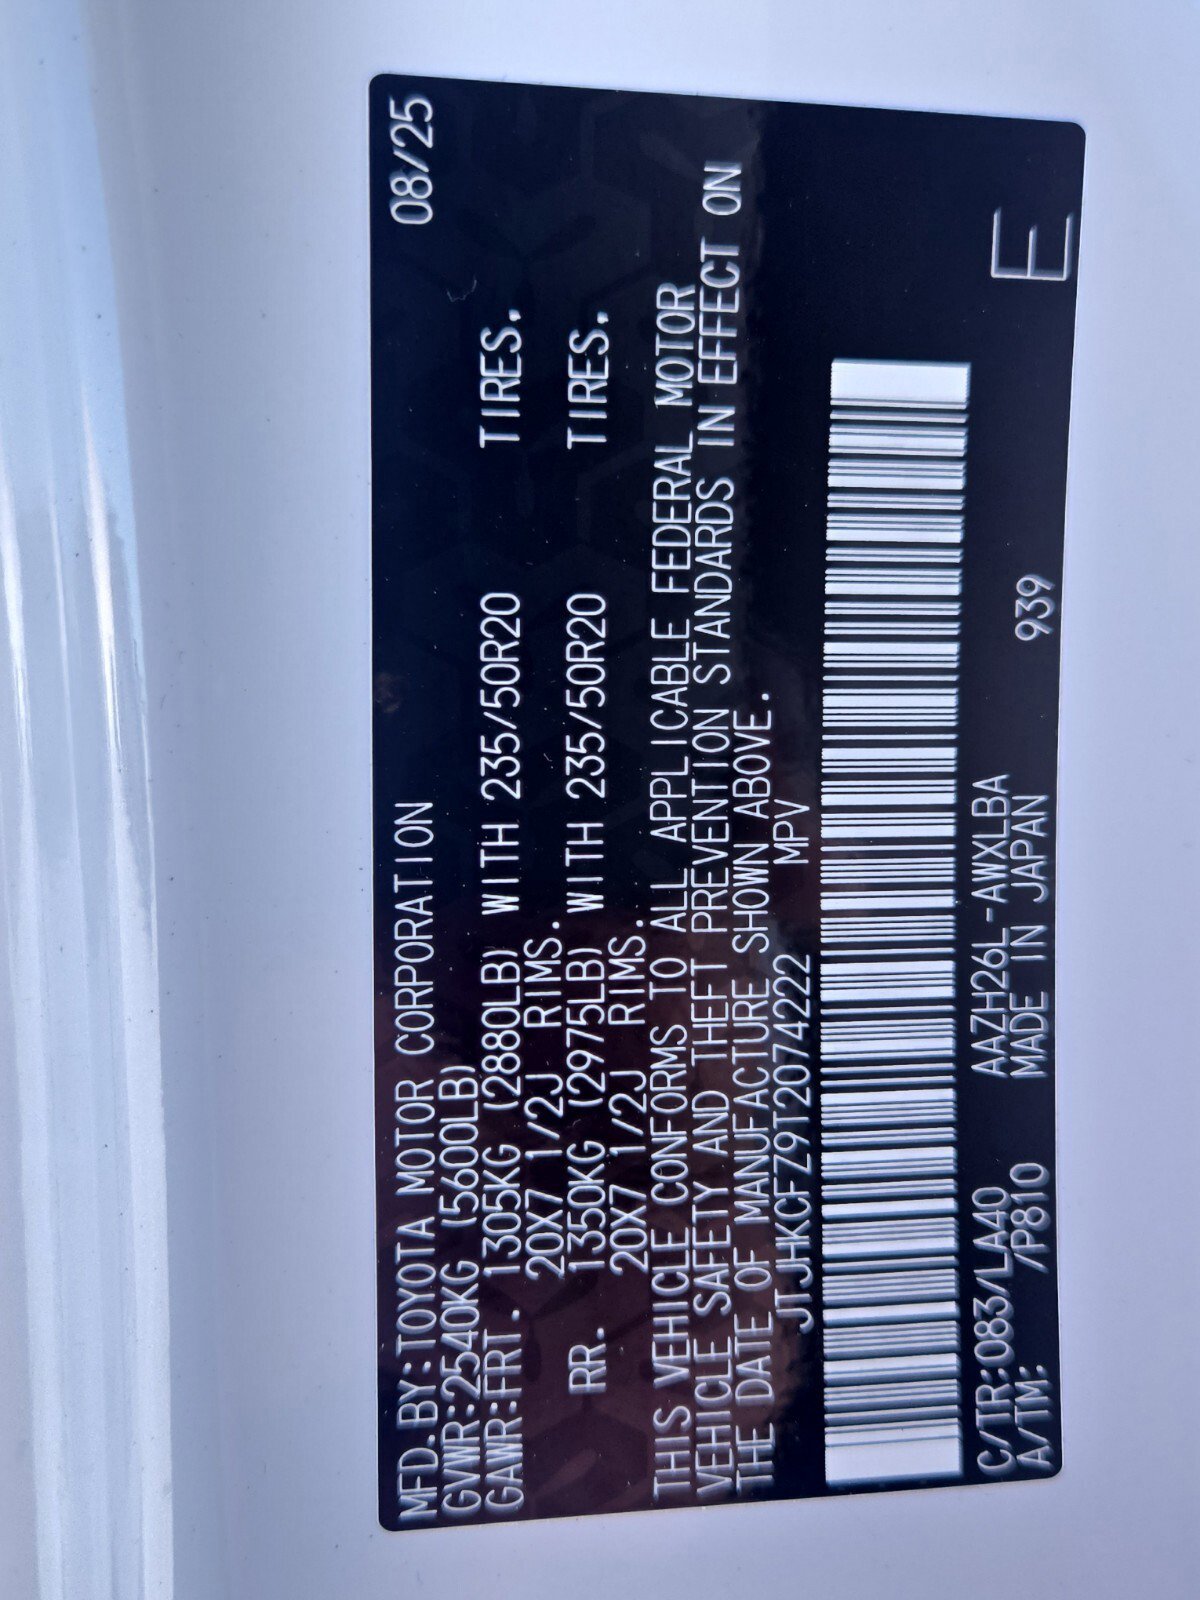 MFD.BY:TOYOTA MOTOR CORPORATION 08/25
GVWR:2540KG (5600LB)
GAWR:FRT. 1305KG (2880LB) WITH 235/50R20 TIRES,
20X7 1/2J RIMS.
RR. 1350KG (2975LB) WITH 235/50R20 TIRES,
20X7 1/2J RIMS.
THIS VEHICLE CONFORMS TO ALL APPLICABLE FEDERAL MOTOR
VEHICLE SAFETY AND THEFT PREVENTION STANDARDS IN EFFECT ON
THE DATE OF MANUFACTURE SHOWN ABOVE.
JTJHKCFZ9T2074222 MPV
C/TR:083/LA40 AAZH26L-AWXLBA
A/TM: /P810 MADE IN JAPAN 939
E